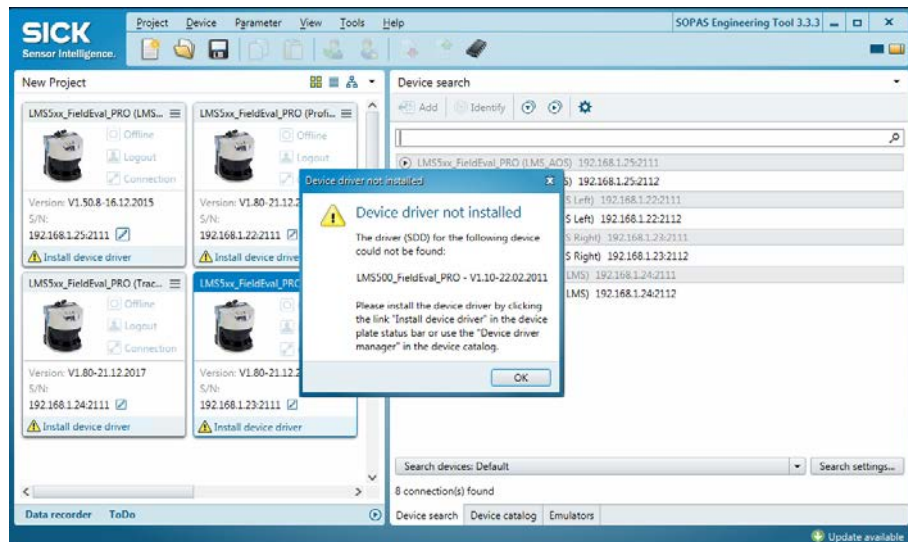 SICK
Sensor Intelligence.
Project Device Parameter View Tools Help
SOPAS Engineering Tool 3.3.3
New Project
LMS5xx_FieldEval_PRO (LMS...
Offline
Logout
Connection
Version: V1.50.8-16.12.2015
S/N:
192.168.1.25:2111
Install device driver
LMS5xx_FieldEval_PRO (Profi...
Offline
Version: V1.80-21.12.2
S/N:
192.168.1.22:2111
Install device drive
LMS5xx_FieldEval_PRO (Trac...
Offline
Logout
Connection
Version: V1.80-21.12.2017
S/N:
192.168.1.24:2111
Install device driver
LMS5xx_FieldEval_PRO
Version: V1.80-21.12.2
S/N:
192.168.1.23:2111
Install device driver
Data recorder ToDo
Device driver not installed
Device driver not installed
The driver (SDD) for the following device
could not be found:
LMS500_FieldEval_PRO - V1.10-22.02.2011
Please install the device driver by clicking
the link "Install device driver" in the device
plate status bar or use the "Device driver
manager" in the device catalog.
OK
Device search
Add Identify
LMS5xx_FieldEval_PRO (LMS_AOS) 192.168.1.25:2111
S) 192.168.1.25:2112
S Left) 192.168.1.22:2111
S Left) 192.168.1.22:2112
S Right) 192.168.1.23:2111
S Right) 192.168.1.23:2112
LMS) 192.168.1.24:2111
LMS) 192.168.1.24:2112
Search devices: Default
Search settings...
8 connection(s) found
Device search Device catalog Emulators
Update available